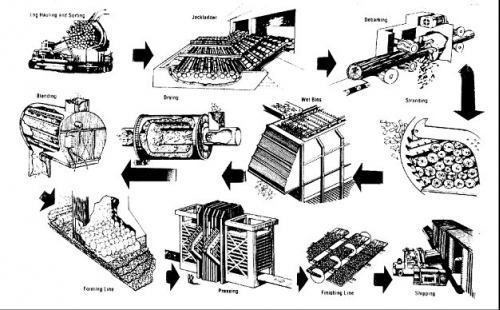 Log Hauling and Sorting
Jackladder
Debarking
Blending
Drying
Wet Bins
Stranding
Forming Line
Pressing
Finishing Line
Shipping